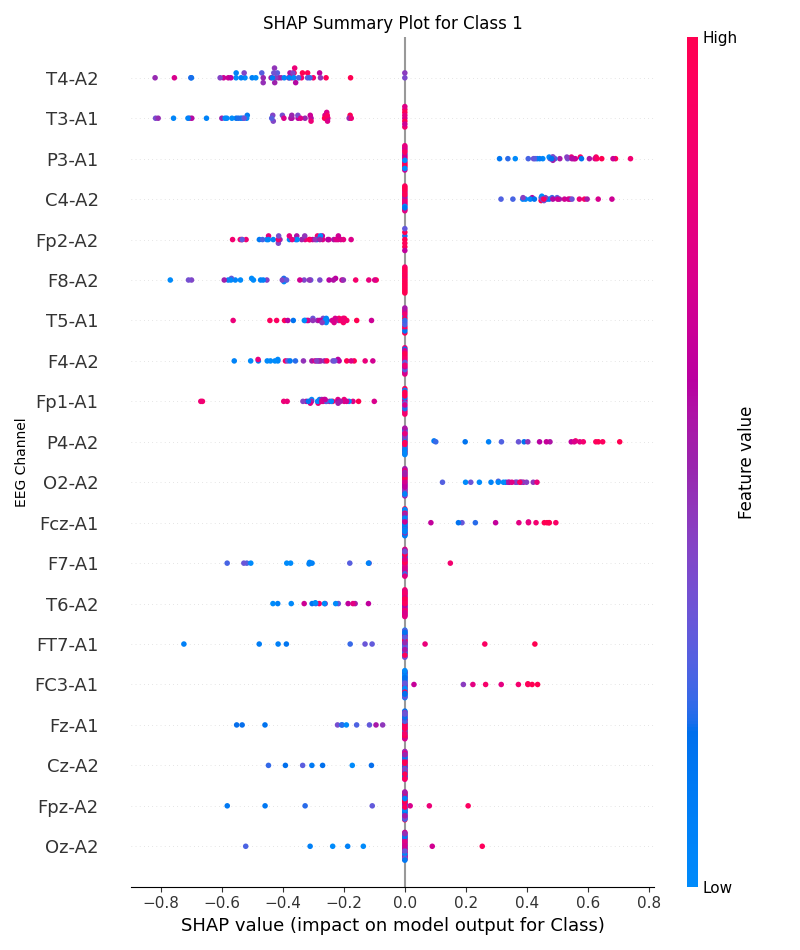 SHAP Summary Plot for Class 1
High
T4-A2
T3-A1
P3-A1
C4-A2
Fp2-A2
F8-A2
T5-A1
F4-A2
Fp1-A1
P4-A2
O2-A2
Fcz-A1
F7-A1
T6-A2
FT7-A1
FC3-A1
Fz-A1
Cz-A2
Fpz-A2
Oz-A2
EEG Channel
Feature value
Low
−0.8 −0.6 −0.4 −0.2 0.0 0.2 0.4 0.6 0.8
SHAP value (impact on model output for Class)